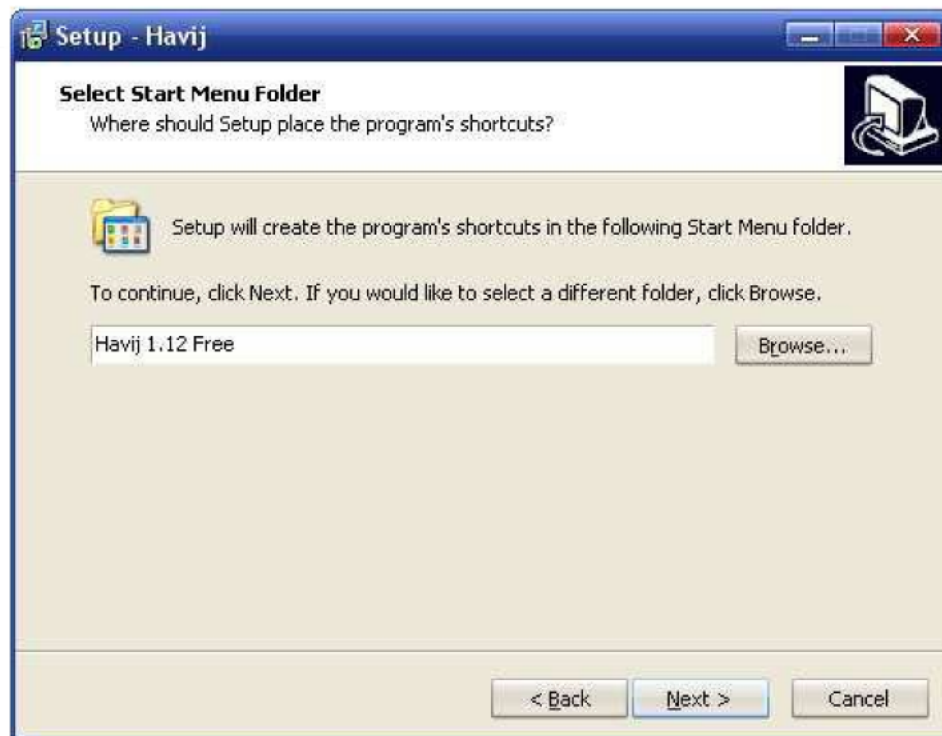 Setup - Havij
Select Start Menu Folder
Where should Setup place the program's shortcuts?
Setup will create the program's shortcuts in the following Start Menu folder.
To continue, click Next. If you would like to select a different folder, click Browse.
Havij 1.12 Free
Browse...
< Back
Next >
Cancel